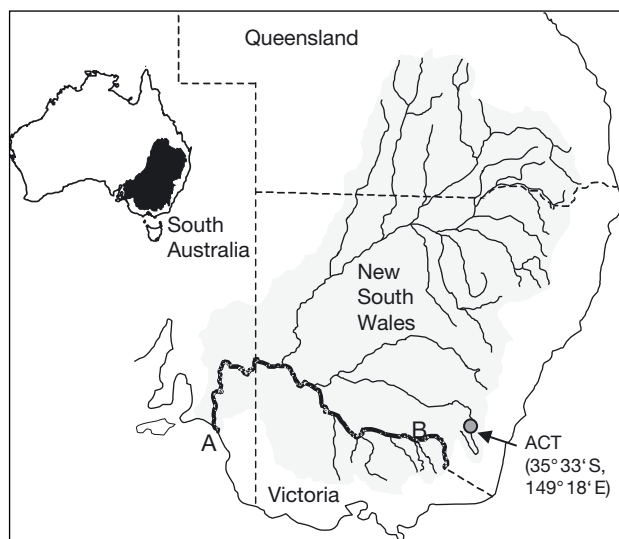 Queensland
South
Australia
New
South
Wales
A
B
ACT
(35° 33‘ S,
149° 18‘ E)
Victoria